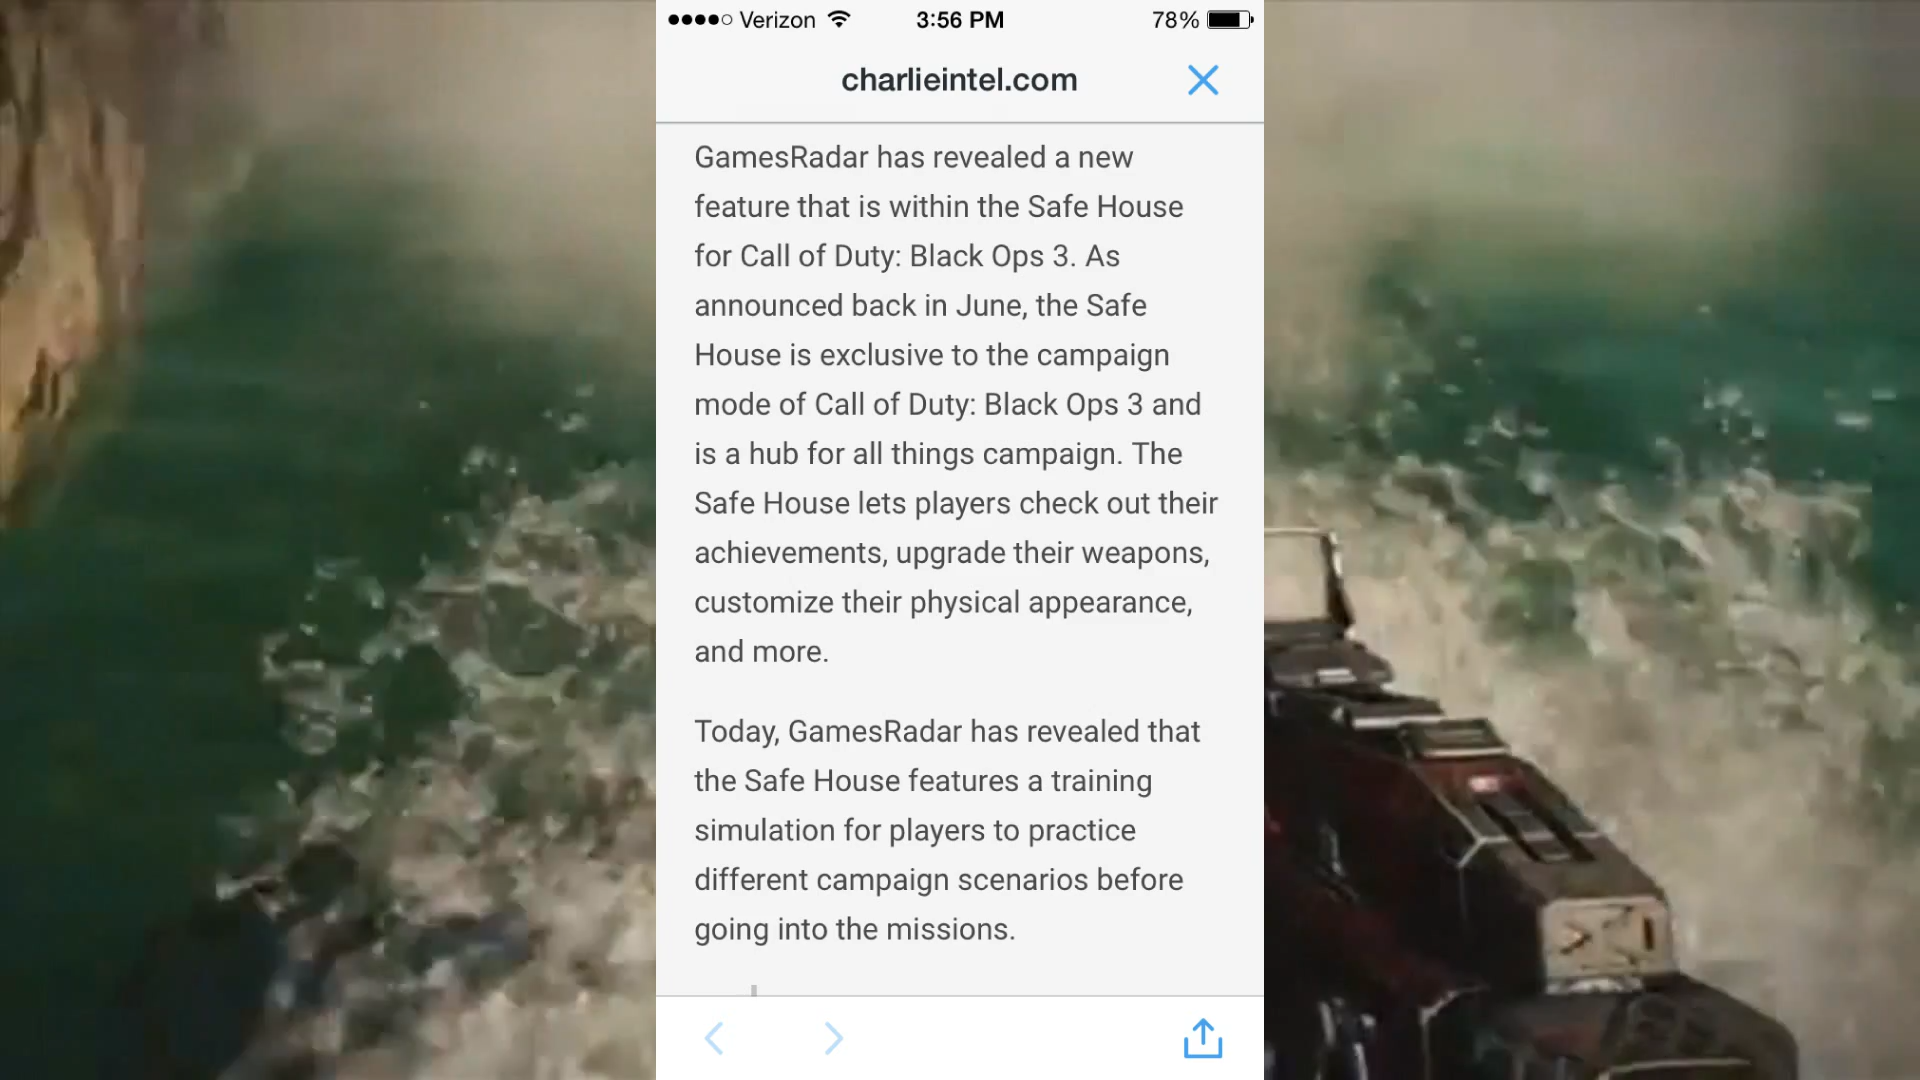 Verizon 3:56 PM 78%
charlieintel.com
GamesRadar has revealed a new
feature that is within the Safe House
for Call of Duty: Black Ops 3. As
announced back in June, the Safe
House is exclusive to the campaign
mode of Call of Duty: Black Ops 3 and
is a hub for all things campaign. The
Safe House lets players check out their
achievements, upgrade their weapons,
customize their physical appearance,
and more.
Today, GamesRadar has revealed that
the Safe House features a training
simulation for players to practice
different campaign scenarios before
going into the missions.